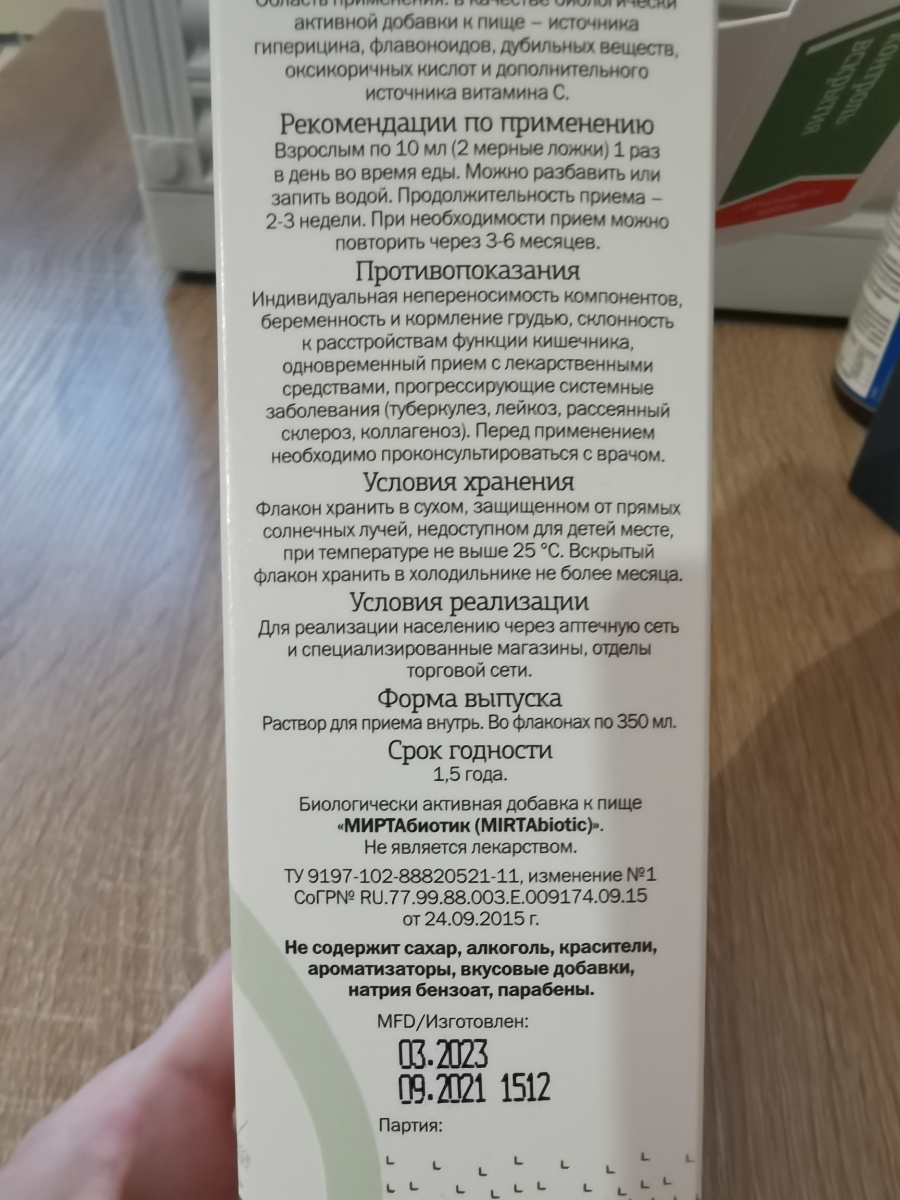 Область применения: в качестве биологически
активной добавки к пище – источника
гиперицина, флавоноидов, дубильных веществ,
оксикоричных кислот и дополнительного
источника витамина С.
Рекомендации по применению
Взрослым по 10 мл (2 мерные ложки) 1 раз
в день во время еды. Можно разбавить или
запить водой. Продолжительность приема –
2-3 недели. При необходимости прием можно
повторить через 3-6 месяцев.
Противопоказания
Индивидуальная непереносимость компонентов,
беременность и кормление грудью, склонность
к расстройствам функции кишечника,
одновременный прием с лекарственными
средствами, прогрессирующие системные
заболевания (туберкулез, лейкоз, рассеянный
склероз, коллагеноз). Перед применением
необходимо проконсультироваться с врачом.
Условия хранения
Флакон хранить в сухом, защищенном от прямых
солнечных лучей, недоступном для детей месте,
при температуре не выше 25 °С. Вскрытый
флакон хранить в холодильнике не более месяца.
Условия реализации
Для реализации населению через аптечную сеть
и специализированные магазины, отделы
торговой сети.
Форма выпуска
Раствор для приема внутрь. Во флаконах по 350 мл.
Срок годности
1,5 года.
Биологически активная добавка к пище
«МИРТАбиотик (MIRTAbiotic)».
Не является лекарством.
ТУ 9197-102-88820521-11, изменение №1
СоГР№ RU.77.99.88.003.Е.009174.09.15
от 24.09.2015 г.
Не содержит сахар, алкоголь, красители,
ароматизаторы, вкусовые добавки,
натрия бензоат, парабены.
MFD/Изготовлен:
03.2023
09.2021 1512
Партия:
Контроль
вскрытия